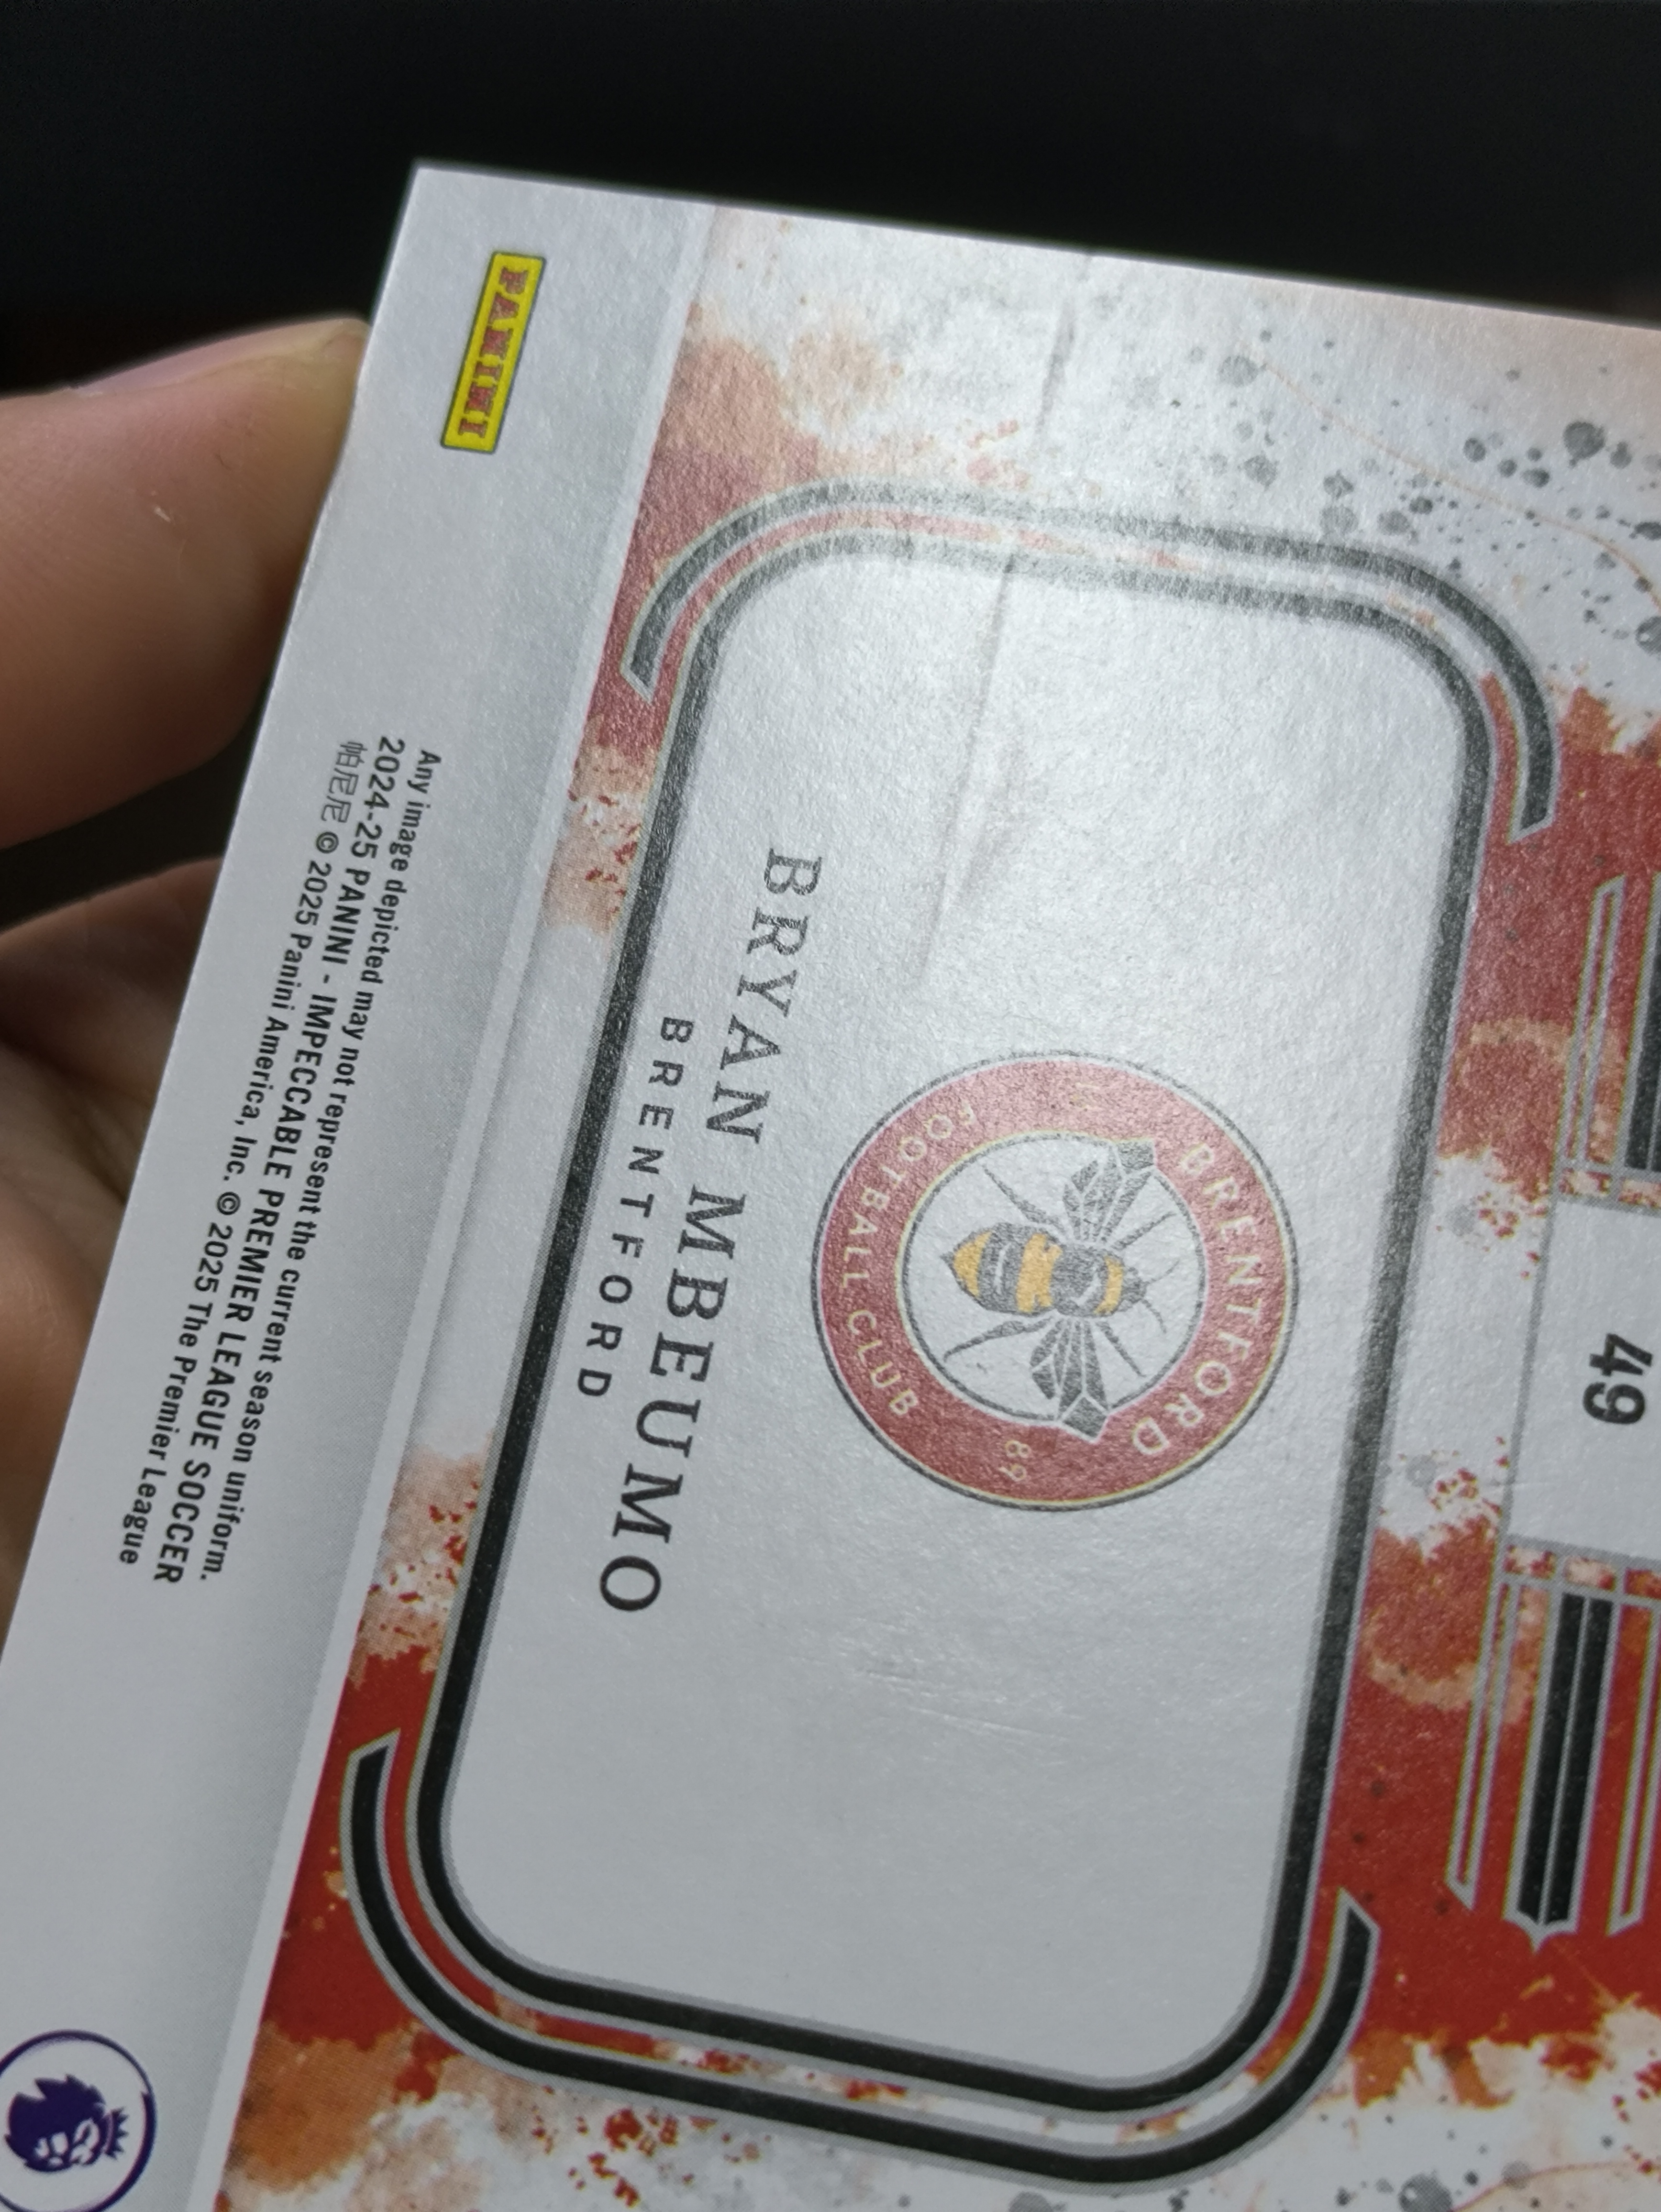 49
BRENTFORD
FOOTBALL CLUB
89
BRYAN MBEUMO
BRENTFORD
Any image depicted may not represent the current season uniform.
2024-25 PANINI - IMPECCABLE PREMIER LEAGUE SOCCER
帕尼尼 © 2025 Panini America, Inc. © 2025 The Premier League
PANINI